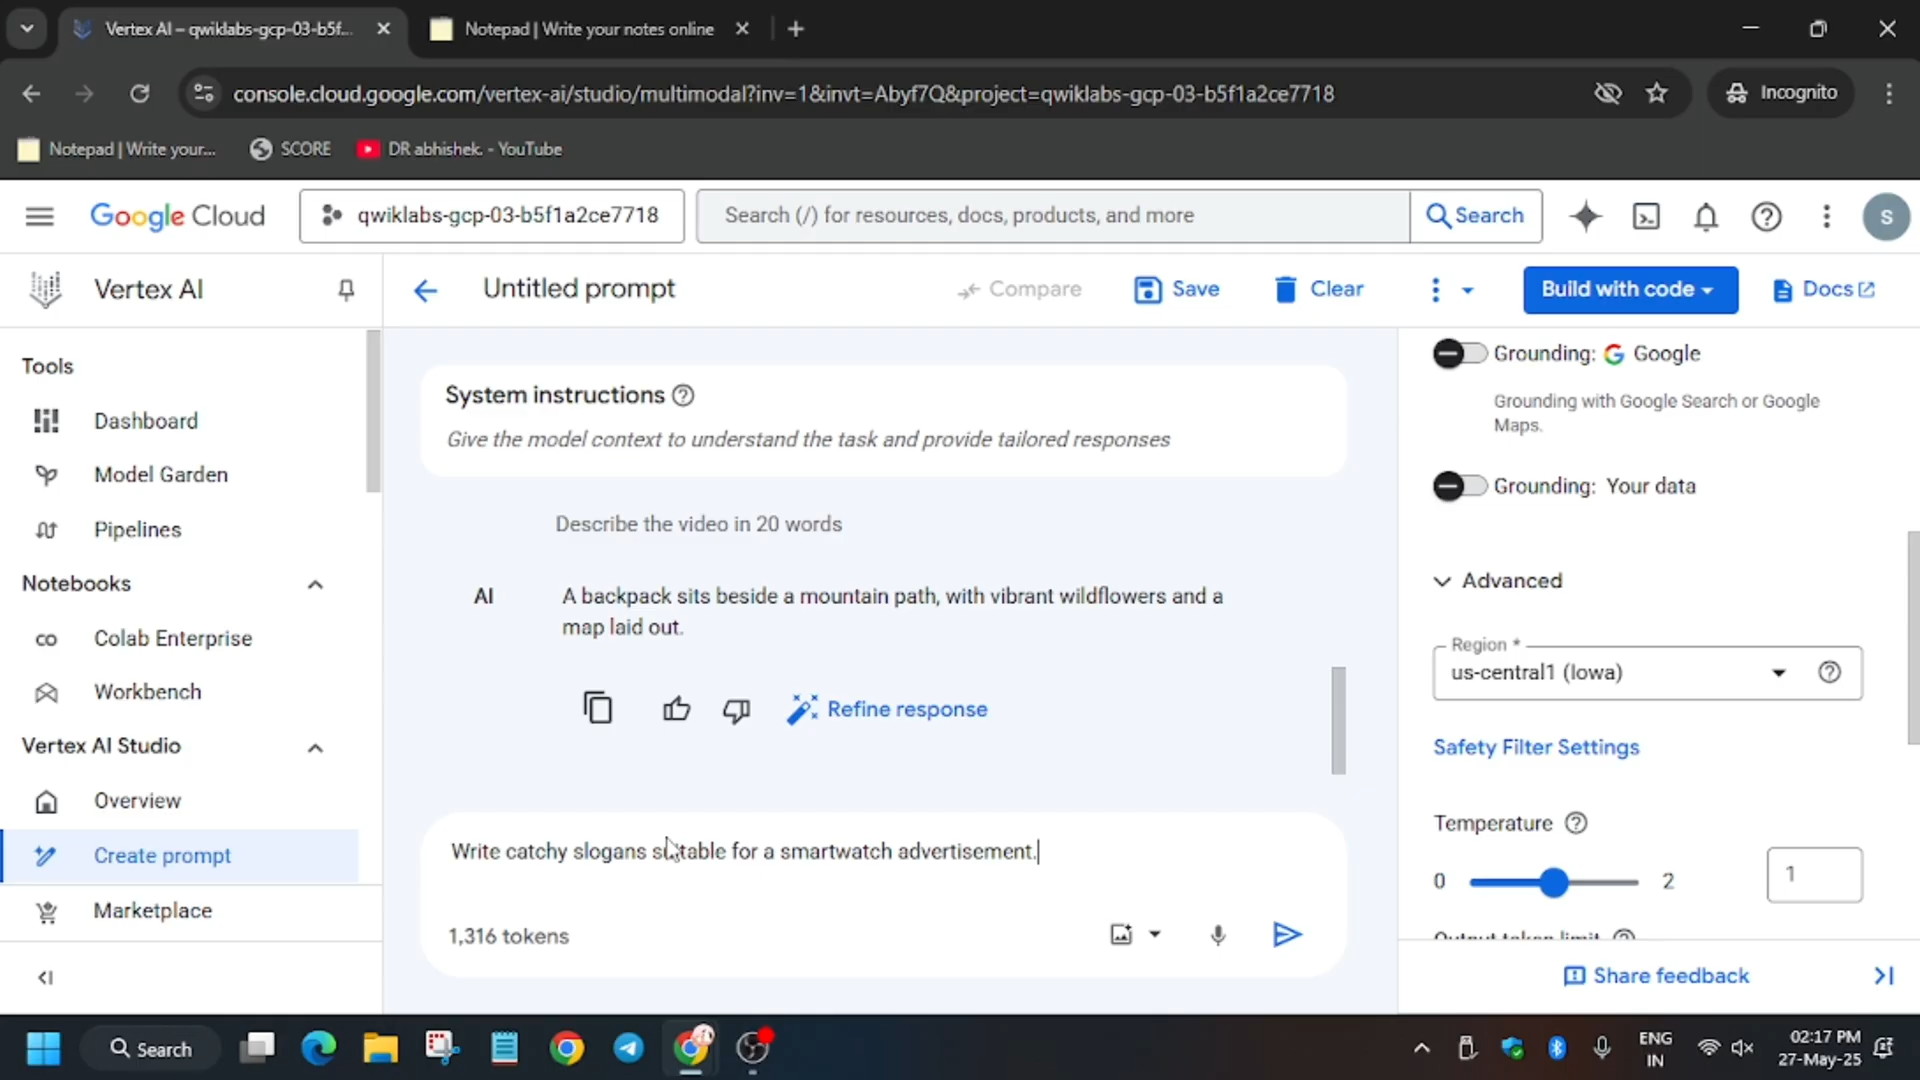 Vertex AI – qwiklabs-gcp-03-b5f...
Notepad | Write your notes online
console.cloud.google.com/vertex-ai/studio/multimodal?inv=1&invt=Abyf7Q&project=qwiklabs-gcp-03-b5f1a2ce7718
Incognito
Notepad | Write your...
SCORE
DR abhishek. - YouTube
Google Cloud
qwiklabs-gcp-03-b5f1a2ce7718
Search (/) for resources, docs, products, and more
Search
S
Vertex AI
Untitled prompt
Compare
Save
Clear
Build with code
Docs
Tools
Dashboard
Model Garden
Pipelines
Notebooks
Colab Enterprise
Workbench
Vertex AI Studio
Overview
Create prompt
Marketplace
System instructions
Give the model context to understand the task and provide tailored responses
Describe the video in 20 words
AI
A backpack sits beside a mountain path, with vibrant wildflowers and a
map laid out.
Refine response
Write catchy slogans suitable for a smartwatch advertisement.
1,316 tokens
Grounding: Google
Grounding with Google Search or Google
Maps.
Grounding: Your data
Advanced
Region *
us-central1 (Iowa)
Safety Filter Settings
Temperature
0
2
1
Output token limit
Share feedback
Search
ENG
IN
02:17 PM
27-May-25